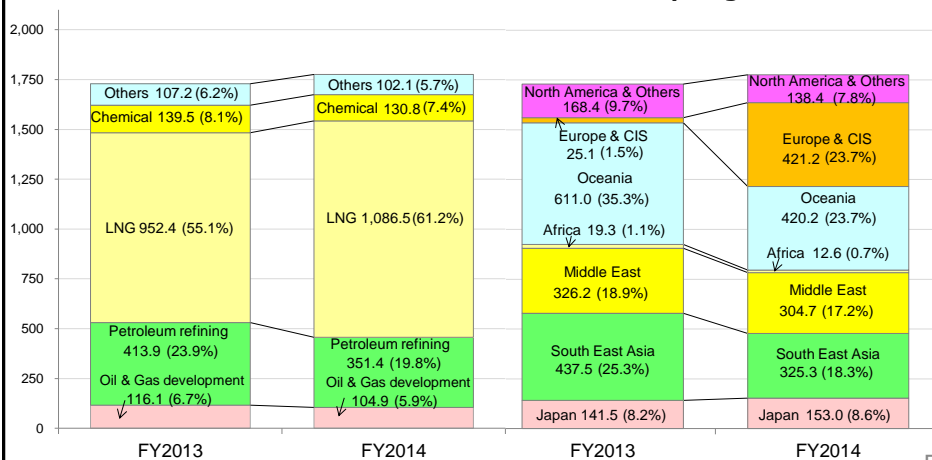 2,000
1,750
1,500
1,250
1,000
750
500
250
0
Others 107.2 (6.2%)
Chemical 139.5 (8.1%)
LNG 952.4 (55.1%)
Petroleum refining
413.9 (23.9%)
Oil & Gas development
116.1 (6.7%)
FY2013
Others 102.1 (5.7%)
Chemical 130.8 (7.4%)
LNG 1,086.5 (61.2%)
Petroleum refining
351.4 (19.8%)
Oil & Gas development
104.9 (5.9%)
FY2014
North America & Others
168.4 (9.7%)
Europe & CIS
25.1 (1.5%)
Oceania
611.0 (35.3%)
Africa 19.3 (1.1%)
Middle East
326.2 (18.9%)
South East Asia
437.5 (25.3%)
Japan 141.5 (8.2%)
FY2013
North America & Others
138.4 (7.8%)
Europe & CIS
421.2 (23.7%)
Oceania
420.2 (23.7%)
Africa 12.6 (0.7%)
Middle East
304.7 (17.2%)
South East Asia
325.3 (18.3%)
Japan 153.0 (8.6%)
FY2014